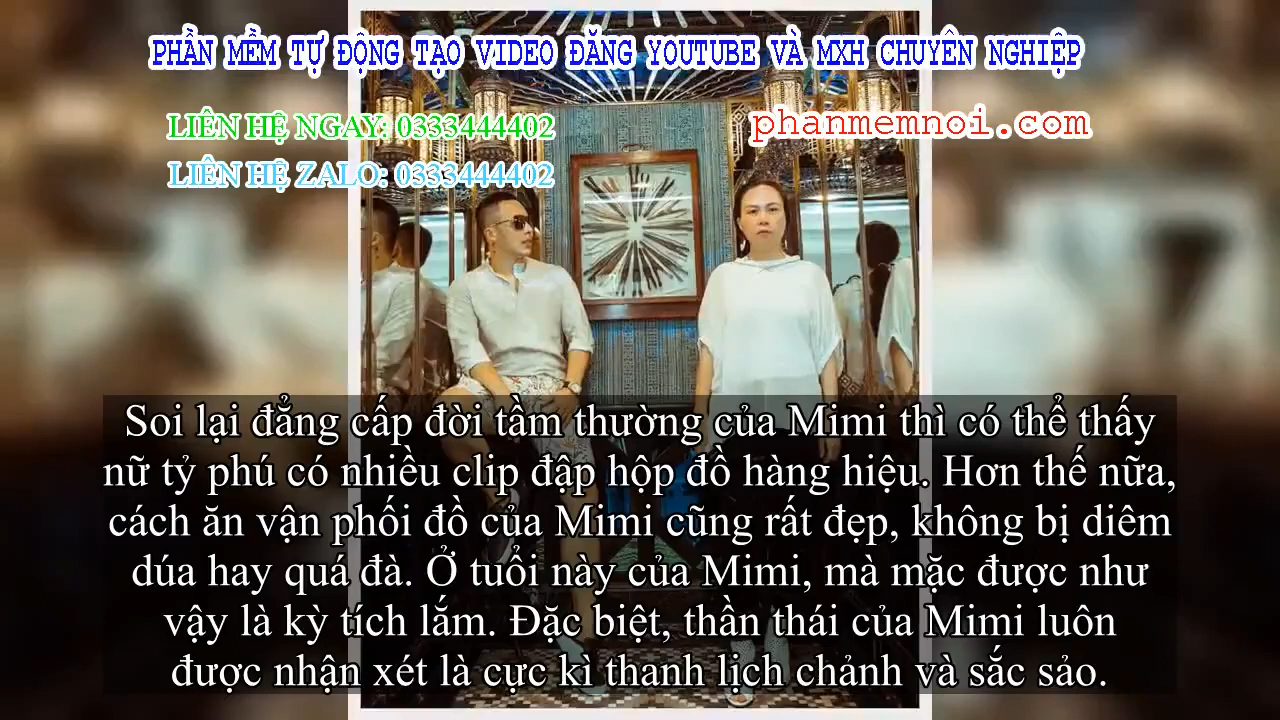 PHẦN MỀM TỰ ĐỘNG TẠO VIDEO ĐĂNG YOUTUBE VÀ MXH CHUYÊN NGHIỆP
LIÊN HỆ NGAY: 0333444402
phanmemnoi.com
LIÊN HỆ ZALO: 0333444402
Soi lại đẳng cấp đời tầm thường của Mimi thì có thể thấy
nữ tỷ phú có nhiều clip đập hộp đồ hàng hiệu. Hơn thế nữa,
cách ăn vận phối đồ của Mimi cũng rất đẹp, không bị diêm
dúa hay quá đà. Ở tuổi này của Mimi, mà mặc được như
vậy là kỳ tích lắm. Đặc biệt, thần thái của Mimi luôn
được nhận xét là cực kì thanh lịch chảnh và sắc sảo.